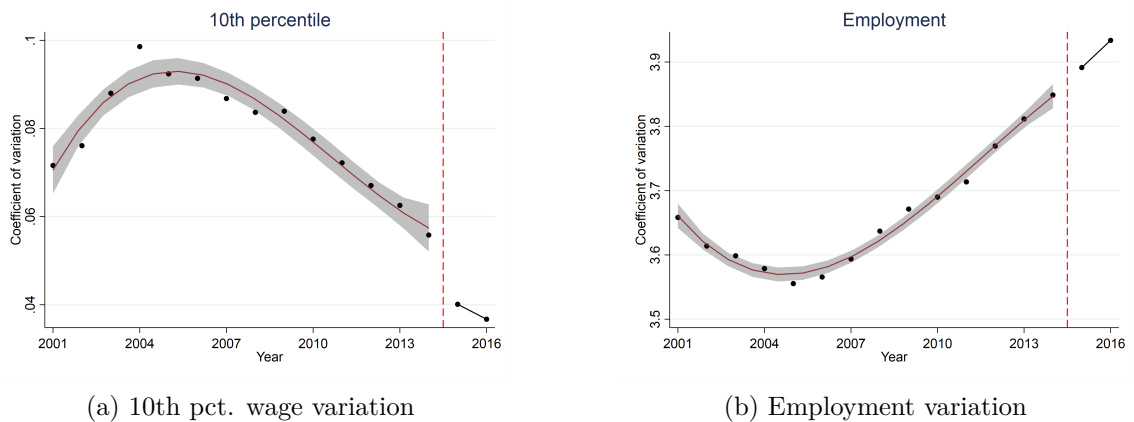 10th percentile
Coefficient of variation
.1
.08
.06
.04
2001
2004
2007
2010
2013
2016
Year
(a) 10th pct. wage variation
Employment
Coefficient of variation
3.9
3.8
3.7
3.6
3.5
2001
2004
2007
2010
2013
2016
Year
(b) Employment variation